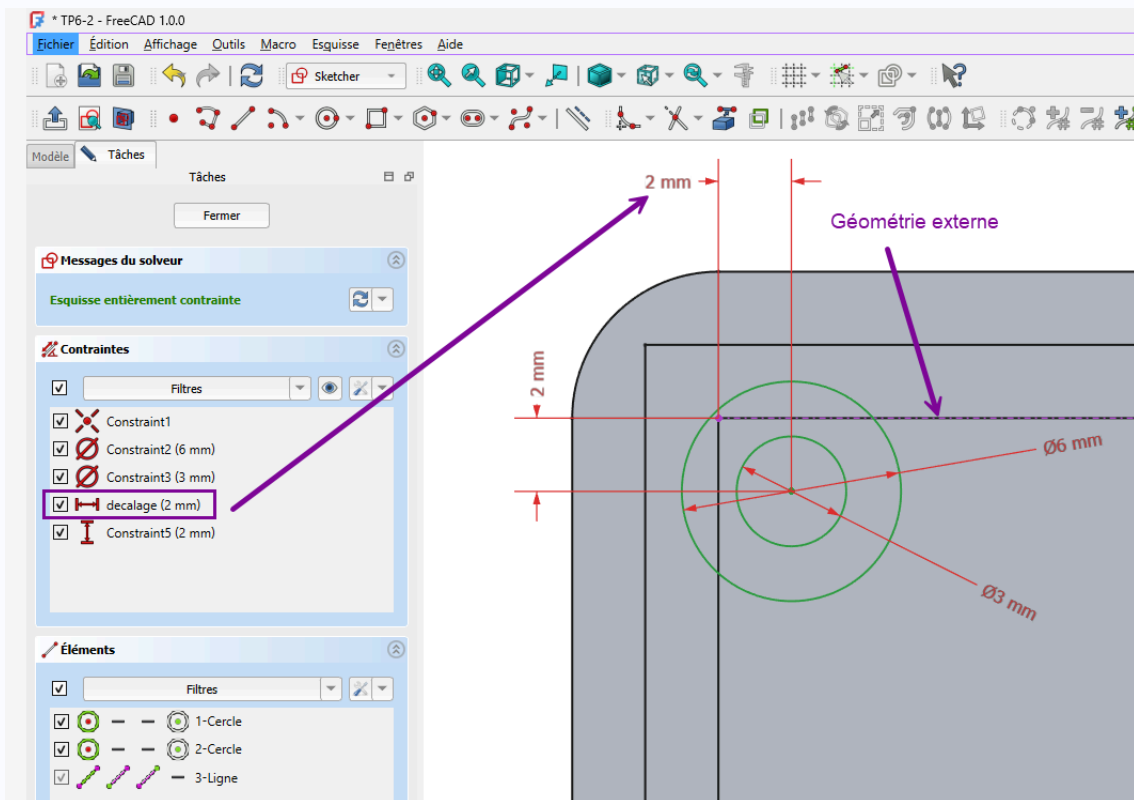 * TP6-2 - FreeCAD 1.0.0
Fichier Édition Affichage Outils Macro Esquisse Fenêtres Aide
Sketcher
Modèle Tâches
Tâches
Fermer
Messages du solveur
Esquisse entièrement contrainte
Contraintes
Filtres
Constraint1
Constraint2 (6 mm)
Constraint3 (3 mm)
decalage (2 mm)
Constraint5 (2 mm)
Éléments
Filtres
1-Cercle
2-Cercle
3-Ligne
2 mm
Géométrie externe
2 mm
Ø6 mm
Ø3 mm